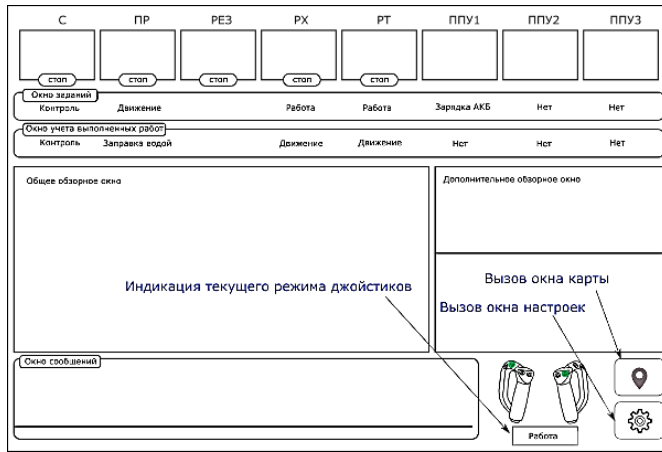 С ПР РЕЗ РХ РТ ППУ1 ППУ2 ППУ3
стоп стоп стоп стоп стоп
Окно заданий
Контроль Движение Работа Работа Зарядка АКБ Нет Нет
Окно учета выполненных работ
Контроль Заправка водой Движение Движение Нет Нет Нет
Общее обзорное окно
Дополнительное обзорное окно
Индикация текущего режима джойстиков
Вызов окна карты
Вызов окна настроек
Окно сообщений
Работа